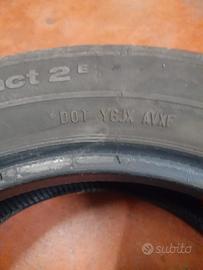 act 2 E
DOT Y6JX AVXF
subito